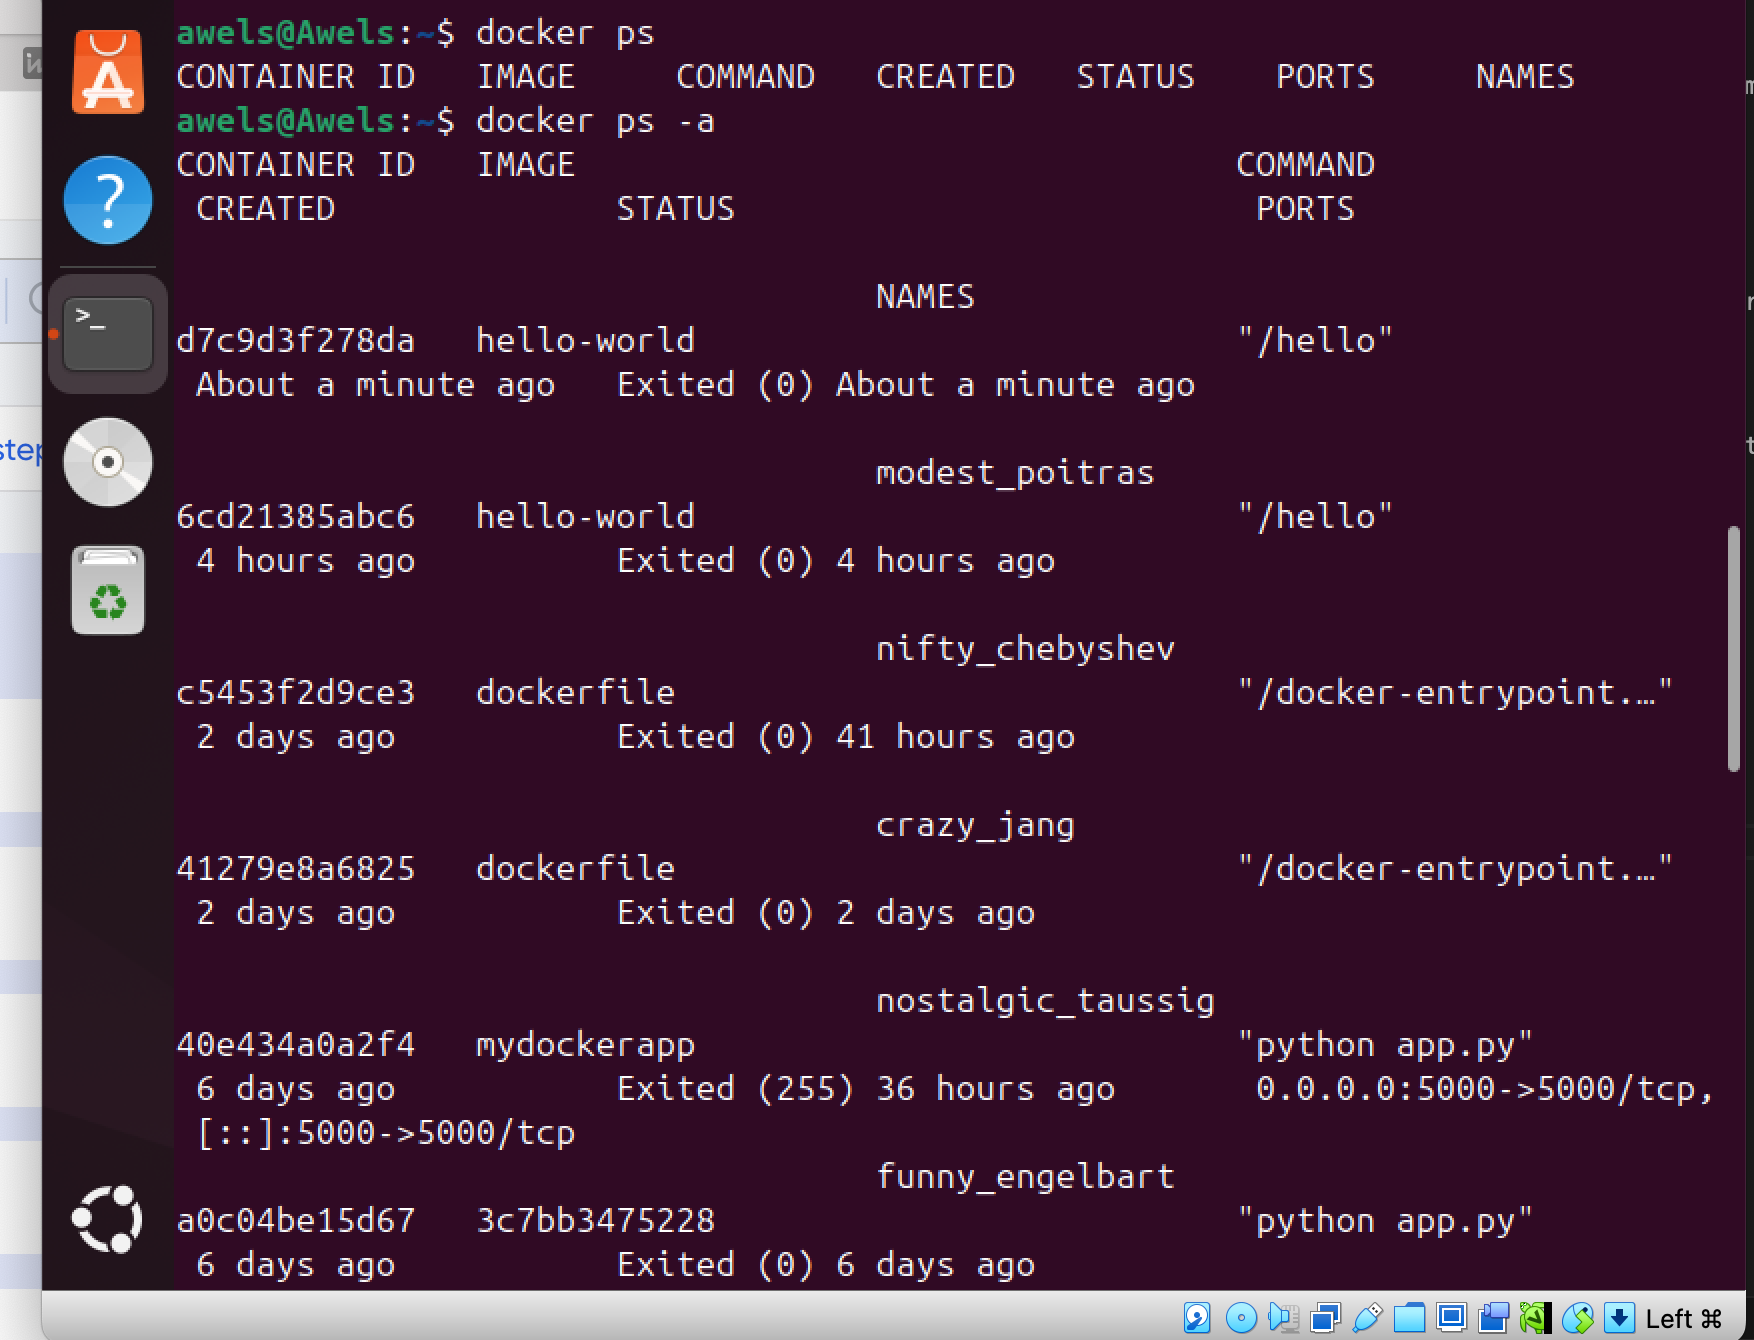 awels@Awels:~$ docker ps
CONTAINER ID   IMAGE     COMMAND   CREATED   STATUS    PORTS     NAMES
awels@Awels:~$ docker ps -a
CONTAINER ID   IMAGE                                 COMMAND
 CREATED              STATUS                          PORTS
NAMES
d7c9d3f278da   hello-world                           "/hello"
 About a minute ago   Exited (0) About a minute ago
modest_poitras
6cd21385abc6   hello-world                           "/hello"
 4 hours ago          Exited (0) 4 hours ago
nifty_chebyshev
c5453f2d9ce3   dockerfile                            "/docker-entrypoint.…"
 2 days ago           Exited (0) 41 hours ago
crazy_jang
41279e8a6825   dockerfile                            "/docker-entrypoint.…"
 2 days ago           Exited (0) 2 days ago
nostalgic_taussig
40e434a0a2f4   mydockerapp                           "python app.py"
 6 days ago           Exited (255) 36 hours ago       0.0.0.0:5000->5000/tcp,
 [::]:5000->5000/tcp
funny_engelbart
a0c04be15d67   3c7bb3475228                          "python app.py"
 6 days ago           Exited (0) 6 days ago
step
Left ⌘